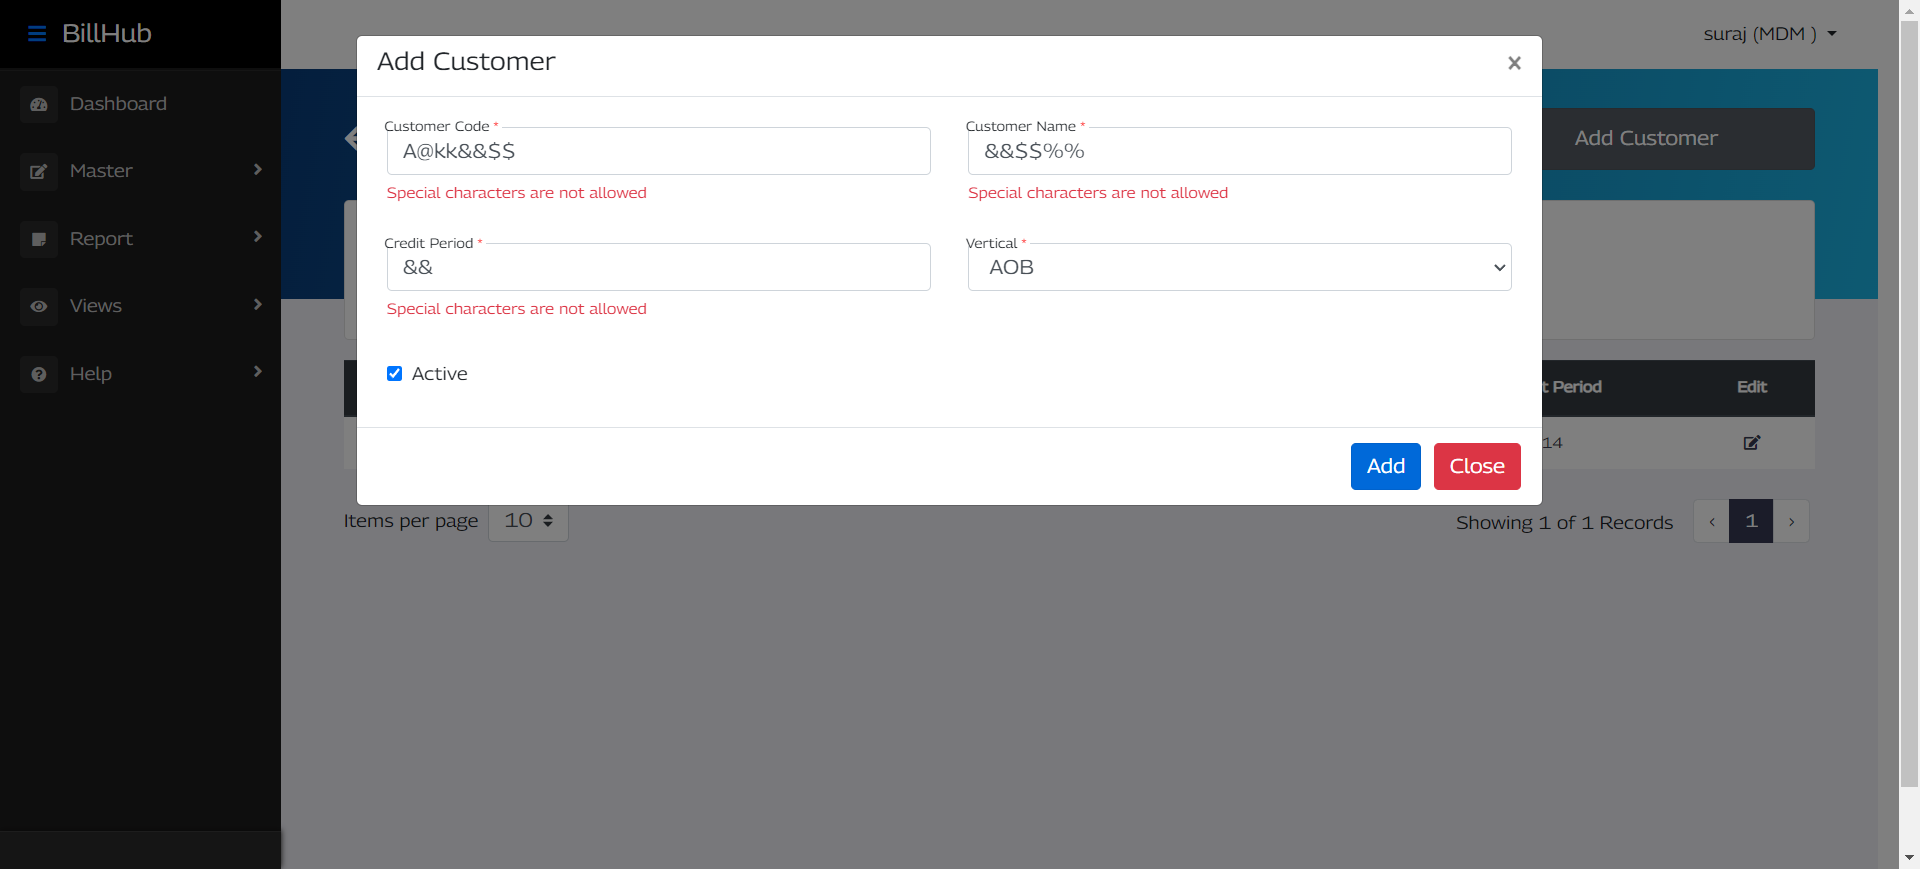 BillHub
suraj (MDM )
Dashboard
Master
Report
Views
Help
Add Customer
Add Customer
×
Customer Code *
A@kk&&$$
Special characters are not allowed
Customer Name *
&&$$%%
Special characters are not allowed
Credit Period *
&&
Special characters are not allowed
Vertical *
AOB
Active
Add
Close
t Period
Edit
14
Items per page
10
Showing 1 of 1 Records
‹
1
›